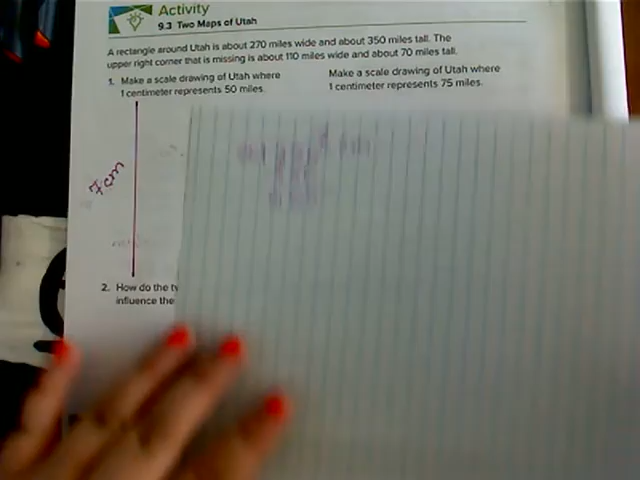 Activity
9.3 Two Maps of Utah
A rectangle around Utah is about 270 miles wide and about 350 miles tall. The
upper right corner that is missing is about 110 miles wide and about 70 miles tall.
1. Make a scale drawing of Utah where
1 centimeter represents 50 miles.
Make a scale drawing of Utah where
1 centimeter represents 75 miles.
7cm
2. How do the
influence the